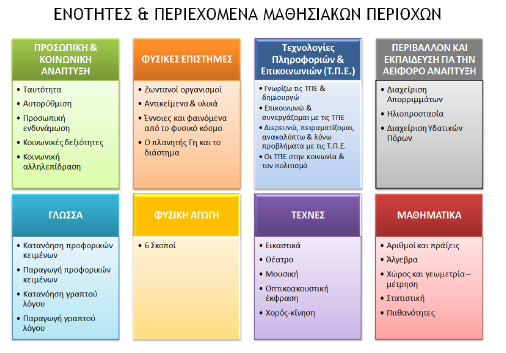 ΕΝΟΤΗΤΕΣ & ΠΕΡΙΕΧΟΜΕΝΑ ΜΑΘΗΣΙΑΚΩΝ ΠΕΡΙΟΧΩΝ
ΠΡΟΣΩΠΙΚΗ &
ΚΟΙΝΩΝΙΚΗ
ΑΝΑΠΤΥΞΗ
• Ταυτότητα
• Αυτορύθμιση
• Προσωπική
ενδυνάμωση
• Κοινωνικές δεξιότητες
• Κοινωνική
αλληλεπίδραση
ΦΥΣΙΚΕΣ ΕΠΙΣΤΗΜΕΣ
• Ζωντανοί οργανισμοί
• Αντικείμενα & υλικά
• Έννοιες και φαινόμενα
από το φυσικό κόσμο
• Ο πλανητής Γη και το
διάστημα
Τεχνολογίες
Πληροφοριών &
Επικοινωνιών (Τ.Π.Ε.)
• Γνωρίζω τις ΤΠΕ &
δημιουργώ
• Επικοινωνώ &
συνεργάζομαι με τις ΤΠΕ
• Διερευνώ, πειραματίζομαι,
ανακαλύπτω & λύνω
προβλήματα με τις Τ.Π.Ε.
• Οι ΤΠΕ στην κοινωνία &
τον πολιτισμό
ΠΕΡΙΒΑΛΛΟΝ ΚΑΙ
ΕΚΠΑΙΔΕΥΣΗ ΓΙΑ ΤΗΝ
ΑΕΙΦΟΡΟ ΑΝΑΠΤΥΞΗ
• Διαχείριση
Απορριμμάτων
• Ηλιοπροστασία
• Διαχείριση Υδατικών
Πόρων
ΓΛΩΣΣΑ
• Κατανόηση προφορικών
κειμένων
• Παραγωγή προφορικών
κειμένων
• Κατανόηση γραπτού
λόγου
• Παραγωγή γραπτού
λόγου
ΦΥΣΙΚΗ ΑΓΩΓΗ
• 6 Σκοποί
ΤΕΧΝΕΣ
• Εικαστικά
• Θέατρο
• Μουσική
• Οπτικοακουστική
έκφραση
• Χορός-κίνηση
ΜΑΘΗΜΑΤΙΚΑ
• Αριθμοί και πράξεις
• Άλγεβρα
• Χώρος και γεωμετρία –
μέτρηση
• Στατιστική
• Πιθανότητες